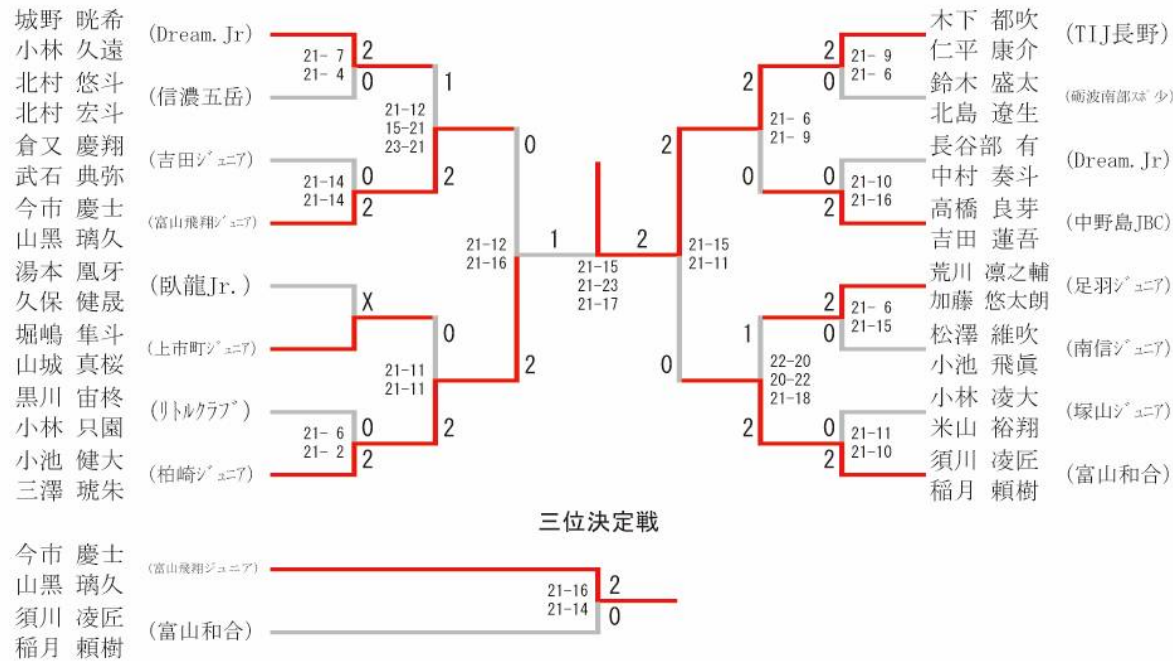 城野 晄希
小林 久遠
(Dream.Jr)
北村 悠斗
北村 宏斗
(信濃五岳)
倉又 慶翔
武石 典弥
(吉田ジュニア)
今市 慶士
山黑 璃久
(富山飛翔ジュニア)
湯本 凰牙
久保 健晟
(臥龍Jr.)
堀嶋 隼斗
山城 真桜
(上市町ジュニア)
黒川 宙柊
小林 只園
(リトルクラブ)
小池 健大
三澤 琥朱
(柏崎ジュニア)
21- 7
21- 4
2
0
21-14
21-14
0
2
X
21- 6
21- 2
0
2
1
21-12
15-21
23-21
2
0
21-11
21-11
2
0
21-12
21-16
2
1
21-15
21-23
21-17
2
2
21-15
21-11
0
2
21- 6
21- 9
0
1
22-20
20-22
21-18
2
2
21- 9
21- 6
0
0
21-10
21-16
2
2
21- 6
21-15
0
0
21-11
21-10
2
木下 都吹
仁平 康介
(TIJ長野)
鈴木 盛太
北島 遼生
(砺波南部スポ少)
長谷部 有
中村 奏斗
(Dream.Jr)
高橋 良芽
吉田 蓮吾
(中野島JBC)
荒川 凛之輔
加藤 悠太朗
(足羽ジュニア)
松澤 維吹
小池 飛眞
(南信ジュニア)
小林 凌大
米山 裕翔
(塚山ジュニア)
須川 凌匠
稲月 頼樹
(富山和合)
三位決定戦
今市 慶士
山黑 璃久
(富山飛翔ジュニア)
須川 凌匠
稲月 頼樹
(富山和合)
21-16
21-14
2
0